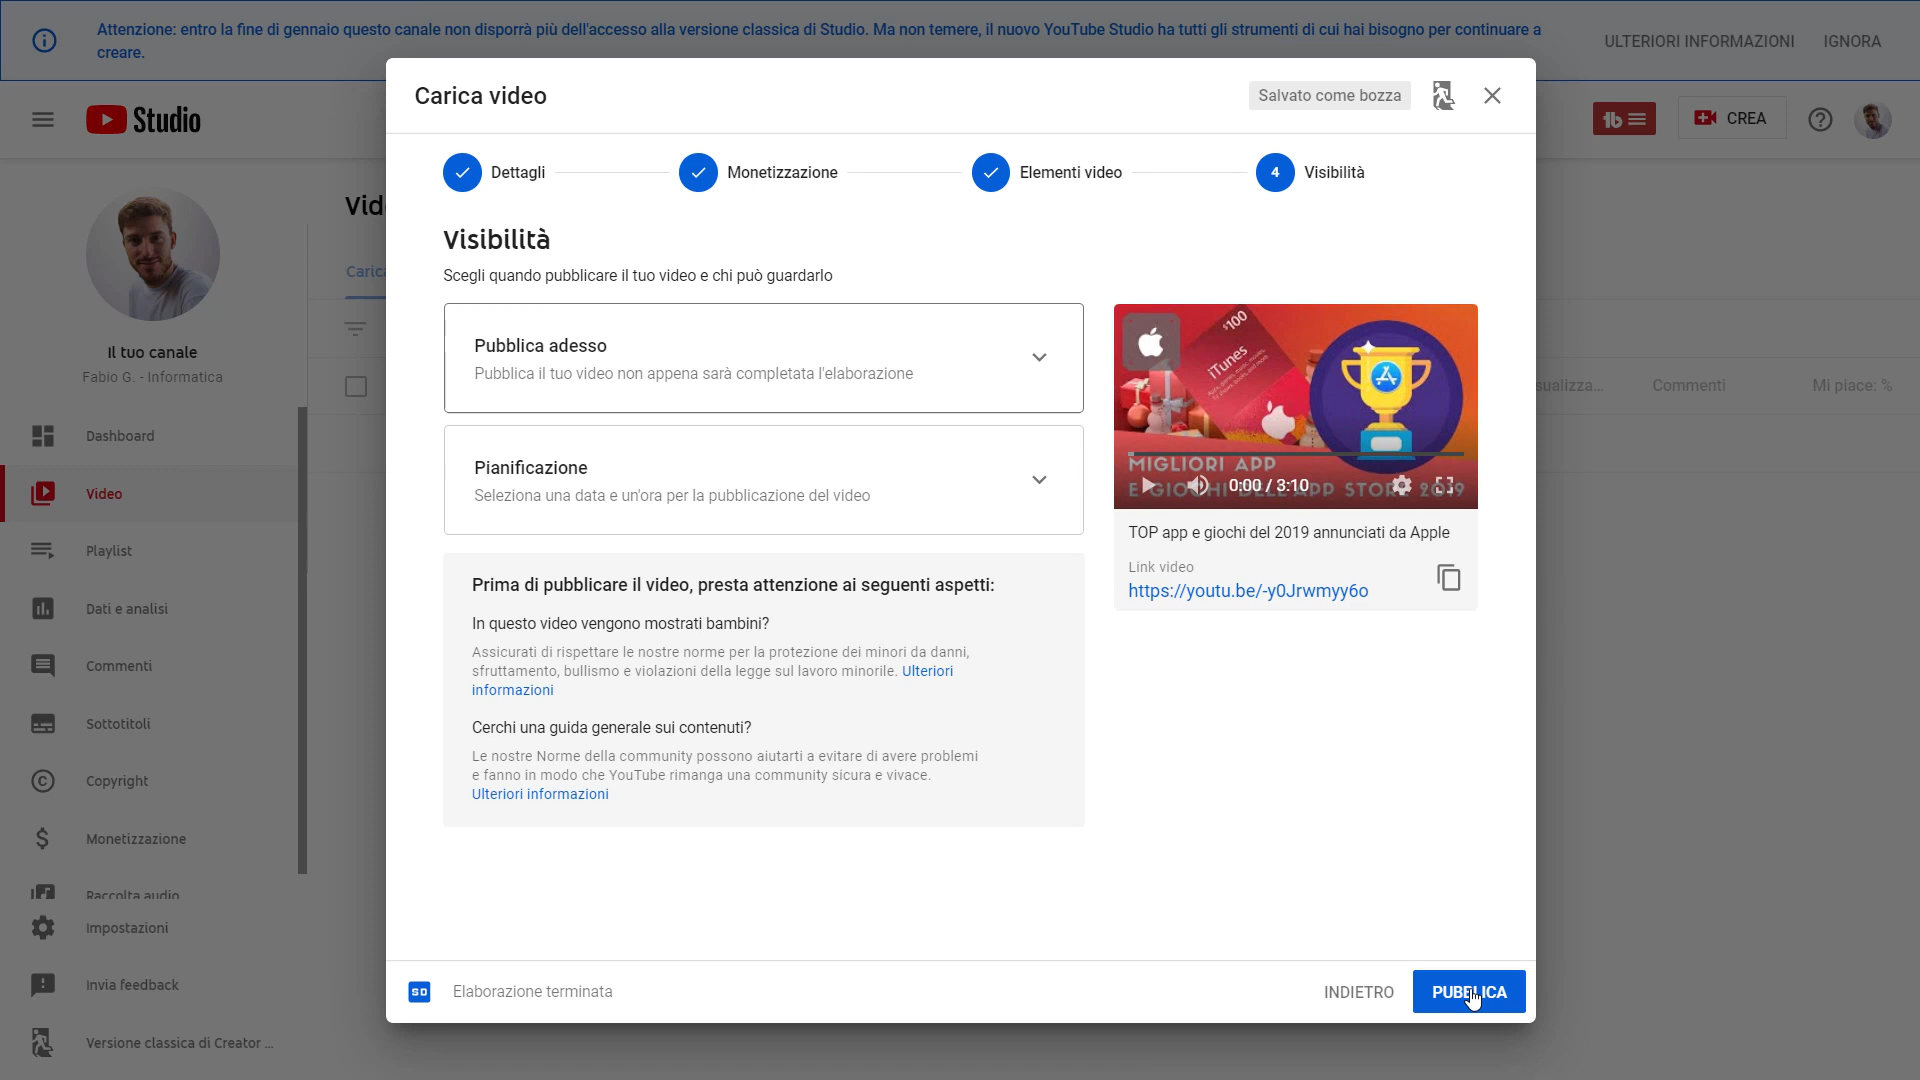 Attenzione: entro la fine di gennaio questo canale non disporrà più dell'accesso alla versione classica di Studio. Ma non temere, il nuovo YouTube Studio ha tutti gli strumenti di cui hai bisogno per continuare a
creare.
ULTERIORI INFORMAZIONI
IGNORA
Studio
CREA
Carica video
Salvato come bozza
Dettagli
Monetizzazione
Elementi video
4
Visibilità
Il tuo canale
Fabio G. - Informatica
Dashboard
Video
Playlist
Dati e analisi
Commenti
Sottotitoli
Copyright
Monetizzazione
Raccolta audio
Impostazioni
Invia feedback
Versione classica di Creator ...
Vid
Caric
Visibilità
Scegli quando pubblicare il tuo video e chi può guardarlo
Pubblica adesso
Pubblica il tuo video non appena sarà completata l'elaborazione
Pianificazione
Seleziona una data e un'ora per la pubblicazione del video
Prima di pubblicare il video, presta attenzione ai seguenti aspetti:
In questo video vengono mostrati bambini?
Assicurati di rispettare le nostre norme per la protezione dei minori da danni,
sfruttamento, bullismo e violazioni della legge sul lavoro minorile. Ulteriori
informazioni
Cerchi una guida generale sui contenuti?
Le nostre Norme della community possono aiutarti a evitare di avere problemi
e fanno in modo che YouTube rimanga una community sicura e vivace.
Ulteriori informazioni
$100
iTunes
MIGLIORI APP
E GIOCHI DELL'APP STORE 2019
0:00 / 3:10
TOP app e giochi del 2019 annunciati da Apple
Link video
https://youtu.be/-y0Jrwmyy6o
sualizza...
Commenti
Mi piace: %
SD
Elaborazione terminata
INDIETRO
PUBBLICA